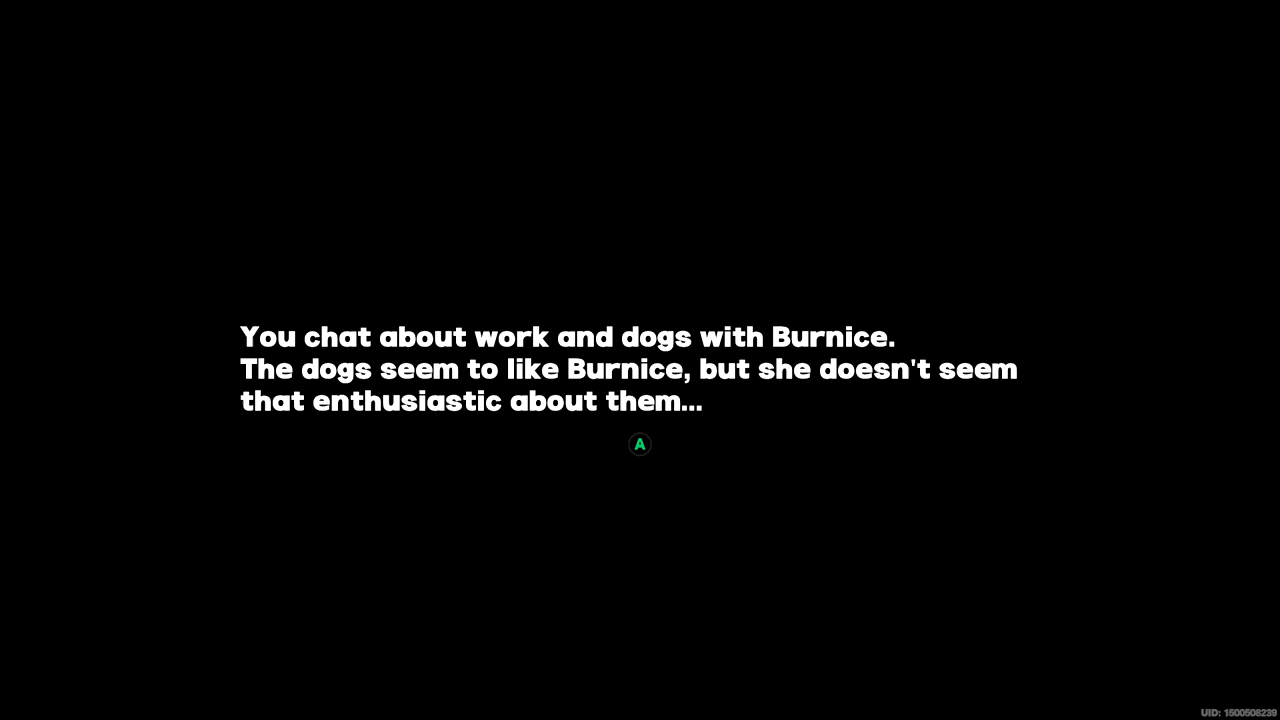 You chat about work and dogs with Burnice.
The dogs seem to like Burnice, but she doesn't seem
that enthusiastic about them...
A
UID: 1500508239